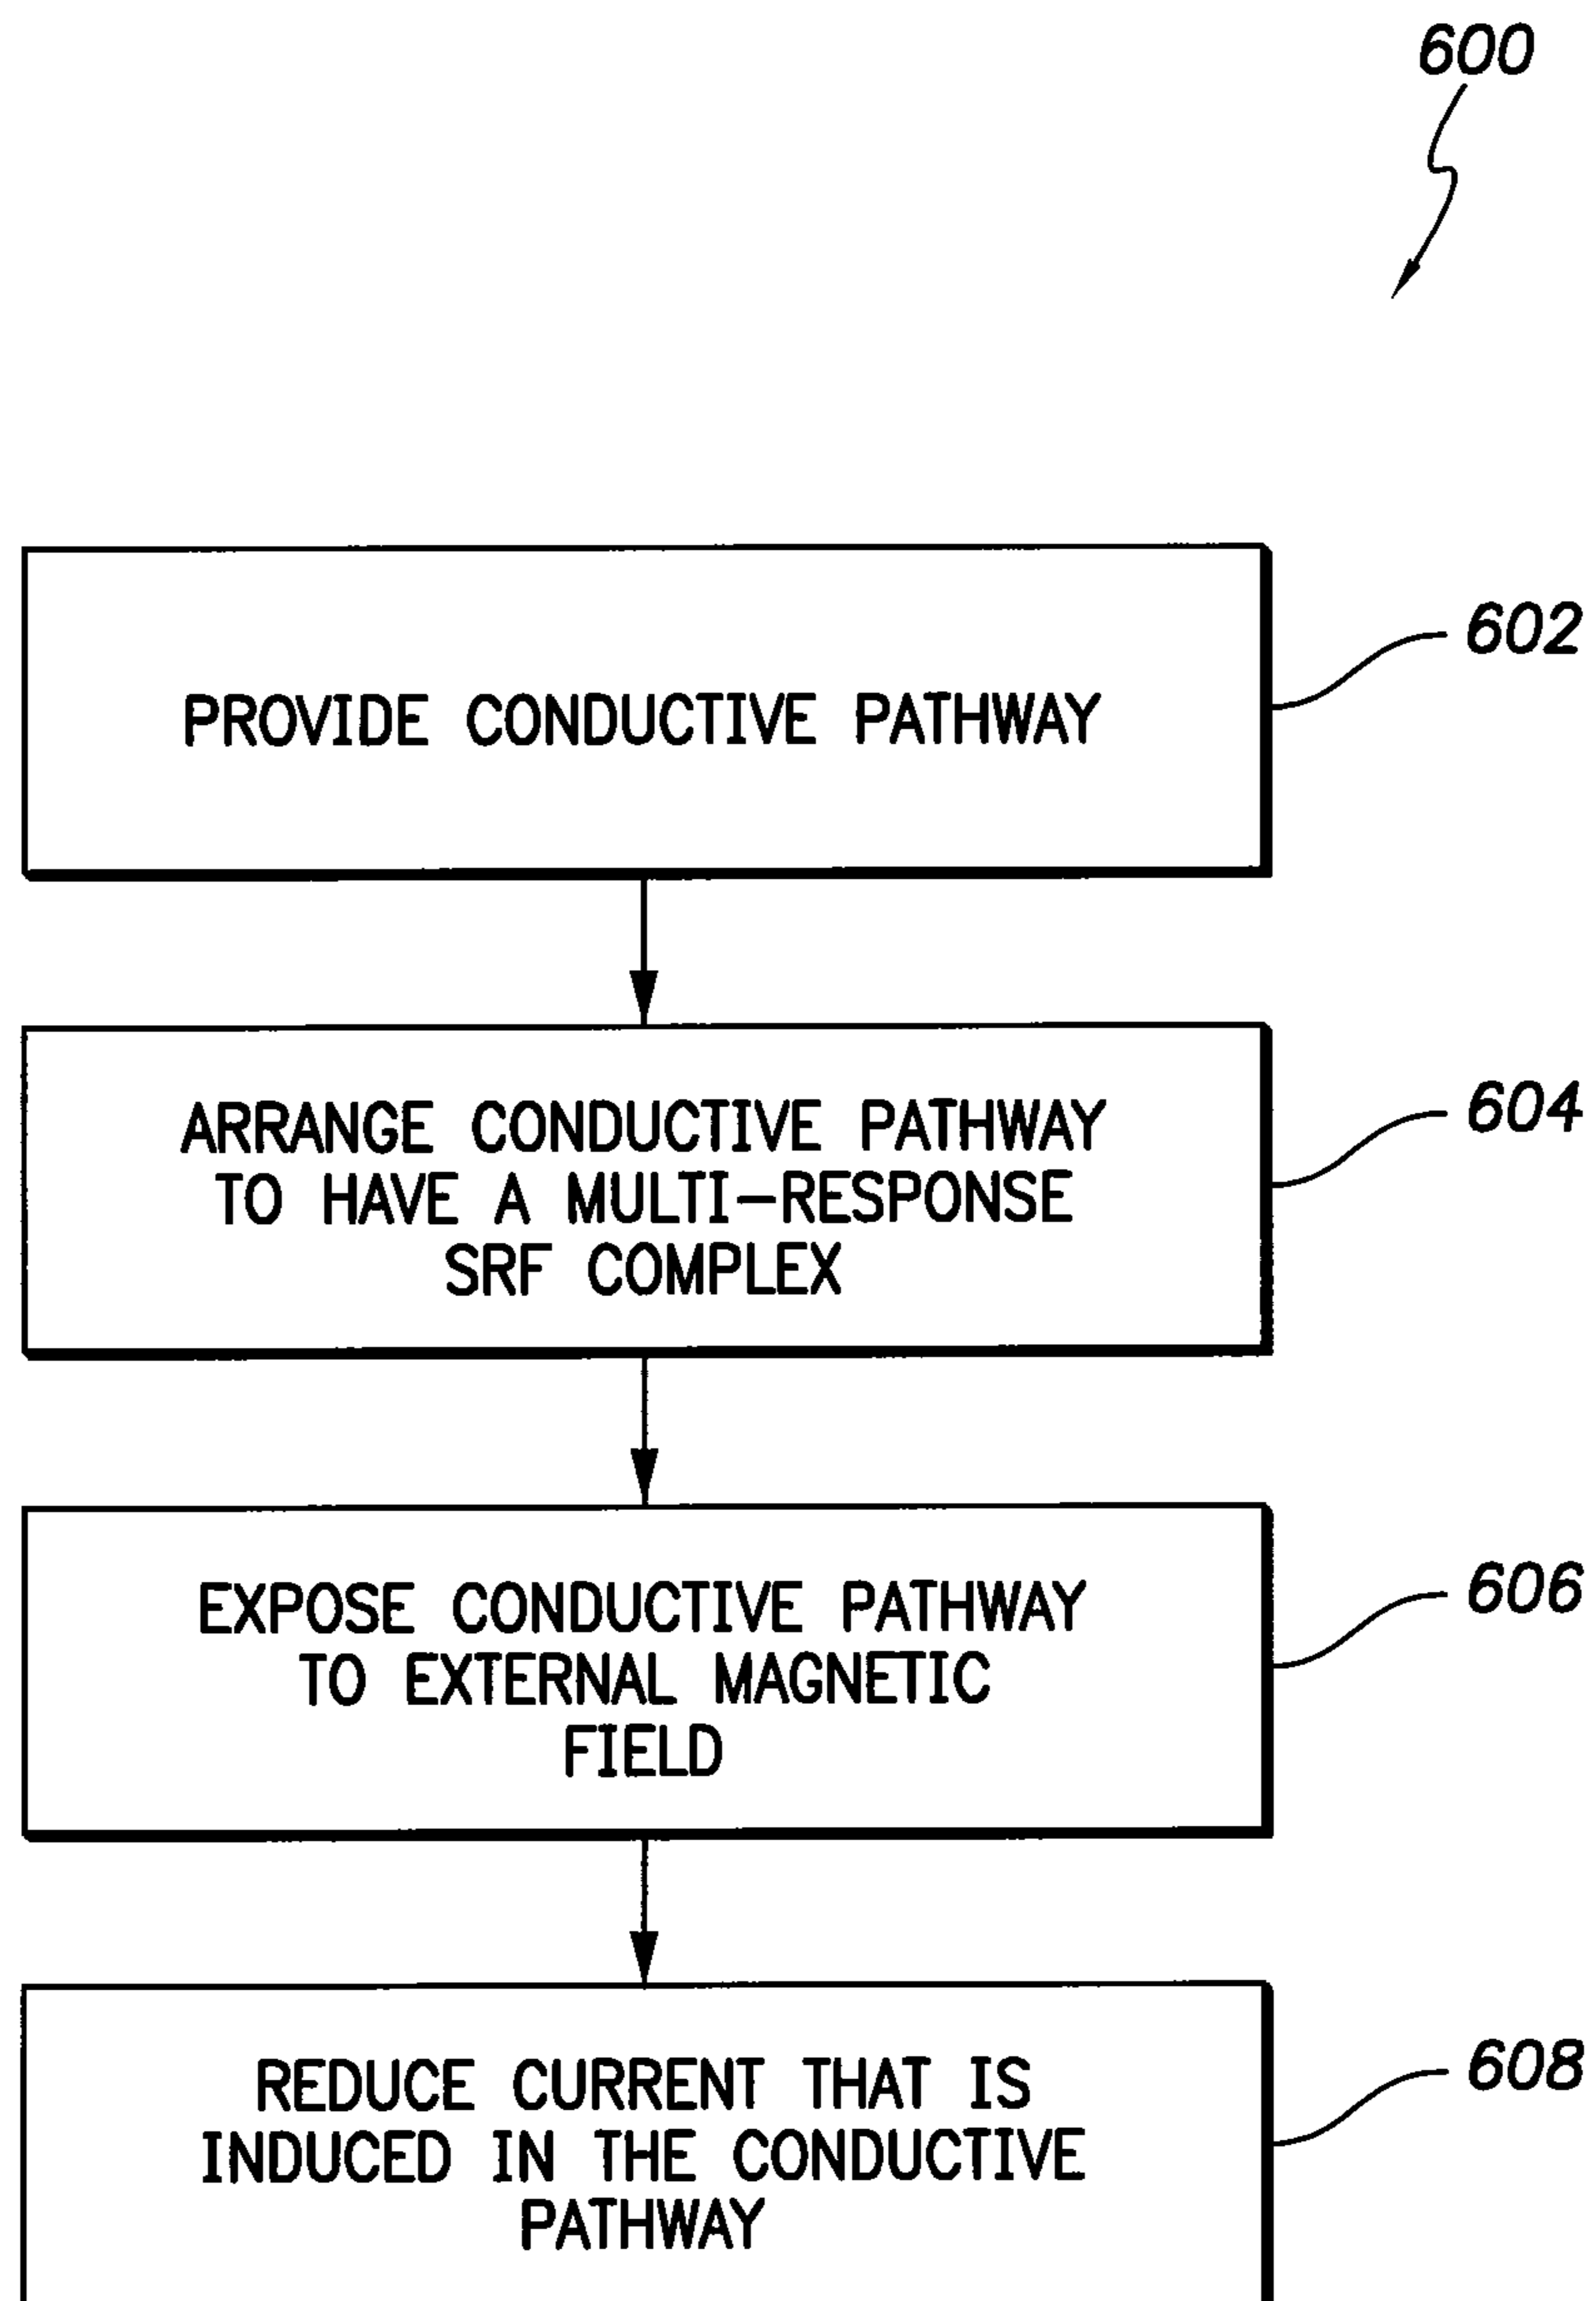 600
PROVIDE CONDUCTIVE PATHWAY
602
ARRANGE CONDUCTIVE PATHWAY
TO HAVE A MULTI-RESPONSE
SRF COMPLEX
604
EXPOSE CONDUCTIVE PATHWAY
TO EXTERNAL MAGNETIC
FIELD
606
REDUCE CURRENT THAT IS
INDUCED IN THE CONDUCTIVE
PATHWAY
608